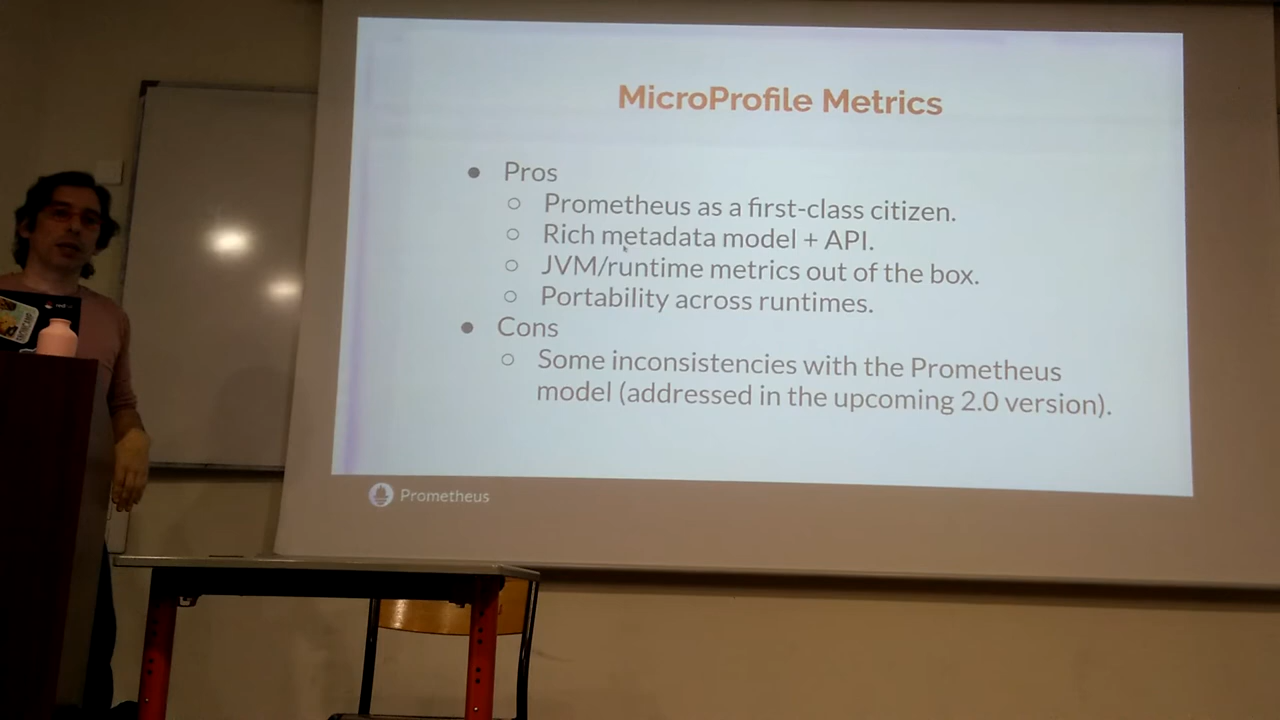 MicroProfile Metrics
● Pros
○ Prometheus as a first-class citizen.
○ Rich metadata model + API.
○ JVM/runtime metrics out of the box.
○ Portability across runtimes.
● Cons
○ Some inconsistencies with the Prometheus
model (addressed in the upcoming 2.0 version).
Prometheus